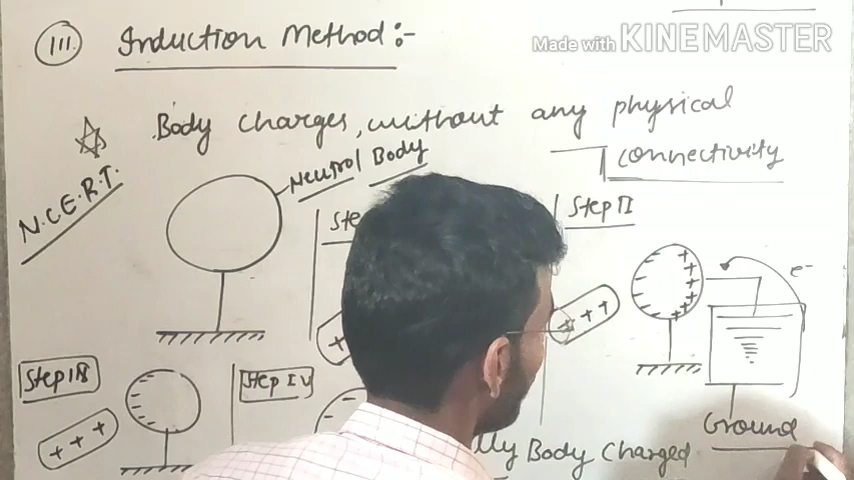 Made with KINEMASTER
III. Induction Method:-
Body charges, without any physical
connectivity
N.C.E.R.T.
Neutral Body
Step II
e-
+ + +
Step III
Step IV
+ + +
Body Charged
Ground